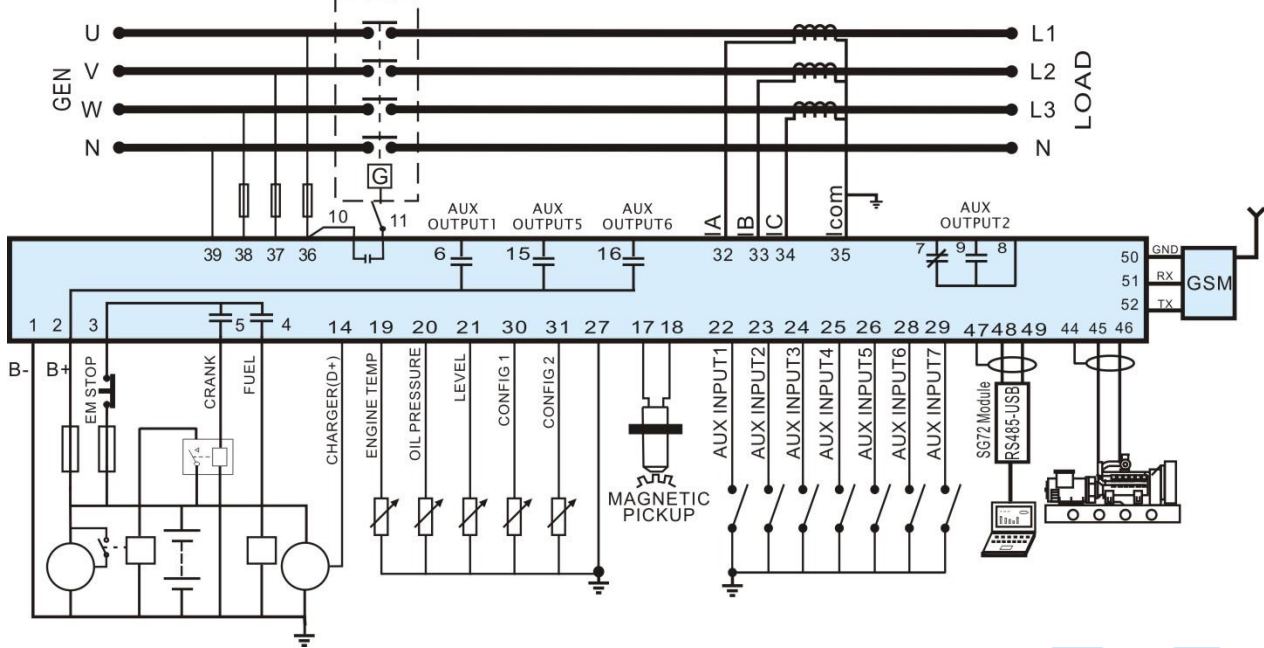 U
L1
GEN
V
L2
LOAD
W
L3
N
N
G
10
11
AUX OUTPUT1
AUX OUTPUT5
AUX OUTPUT6
IA
IB
IC
Icom
AUX OUTPUT2
39 38 37 36
6
15
16
32 33 34 35
7 9 8
50 GND
51 RX
52 TX
GSM
1 2 3 5 4 14 19 20 21 30 31 27 17 18 22 23 24 25 26 28 29 47 48 49 44 45 46
B-
B+
EM STOP
CRANK
FUEL
CHARGER(D+)
ENGINE TEMP
OIL PRESSURE
LEVEL
CONFIG 1
CONFIG 2
MAGNETIC
PICKUP
AUX INPUT1
AUX INPUT2
AUX INPUT3
AUX INPUT4
AUX INPUT5
AUX INPUT6
AUX INPUT7
SG72 Module
RS485-USB